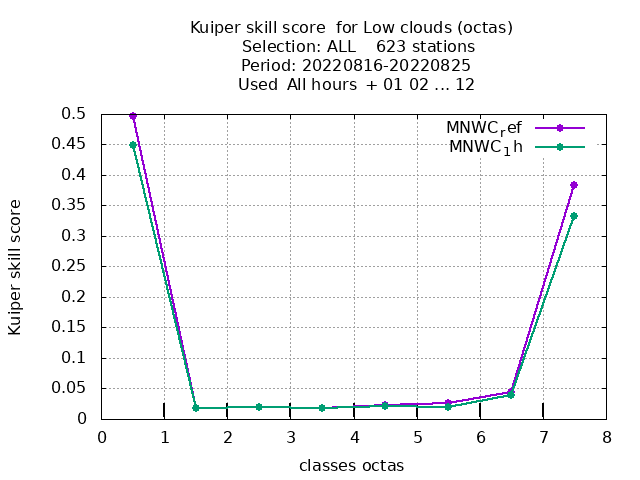 Kuiper skill score  for Low clouds (octas)
Selection: ALL    623 stations
Period: 20220816-20220825
Used  All hours  + 01 02 ... 12
MNWC_ref
MNWC_1h
0.5
0.45
0.4
0.35
0.3
0.25
0.2
0.15
0.1
0.05
0
Kuiper skill score
0 1 2 3 4 5 6 7 8
classes octas